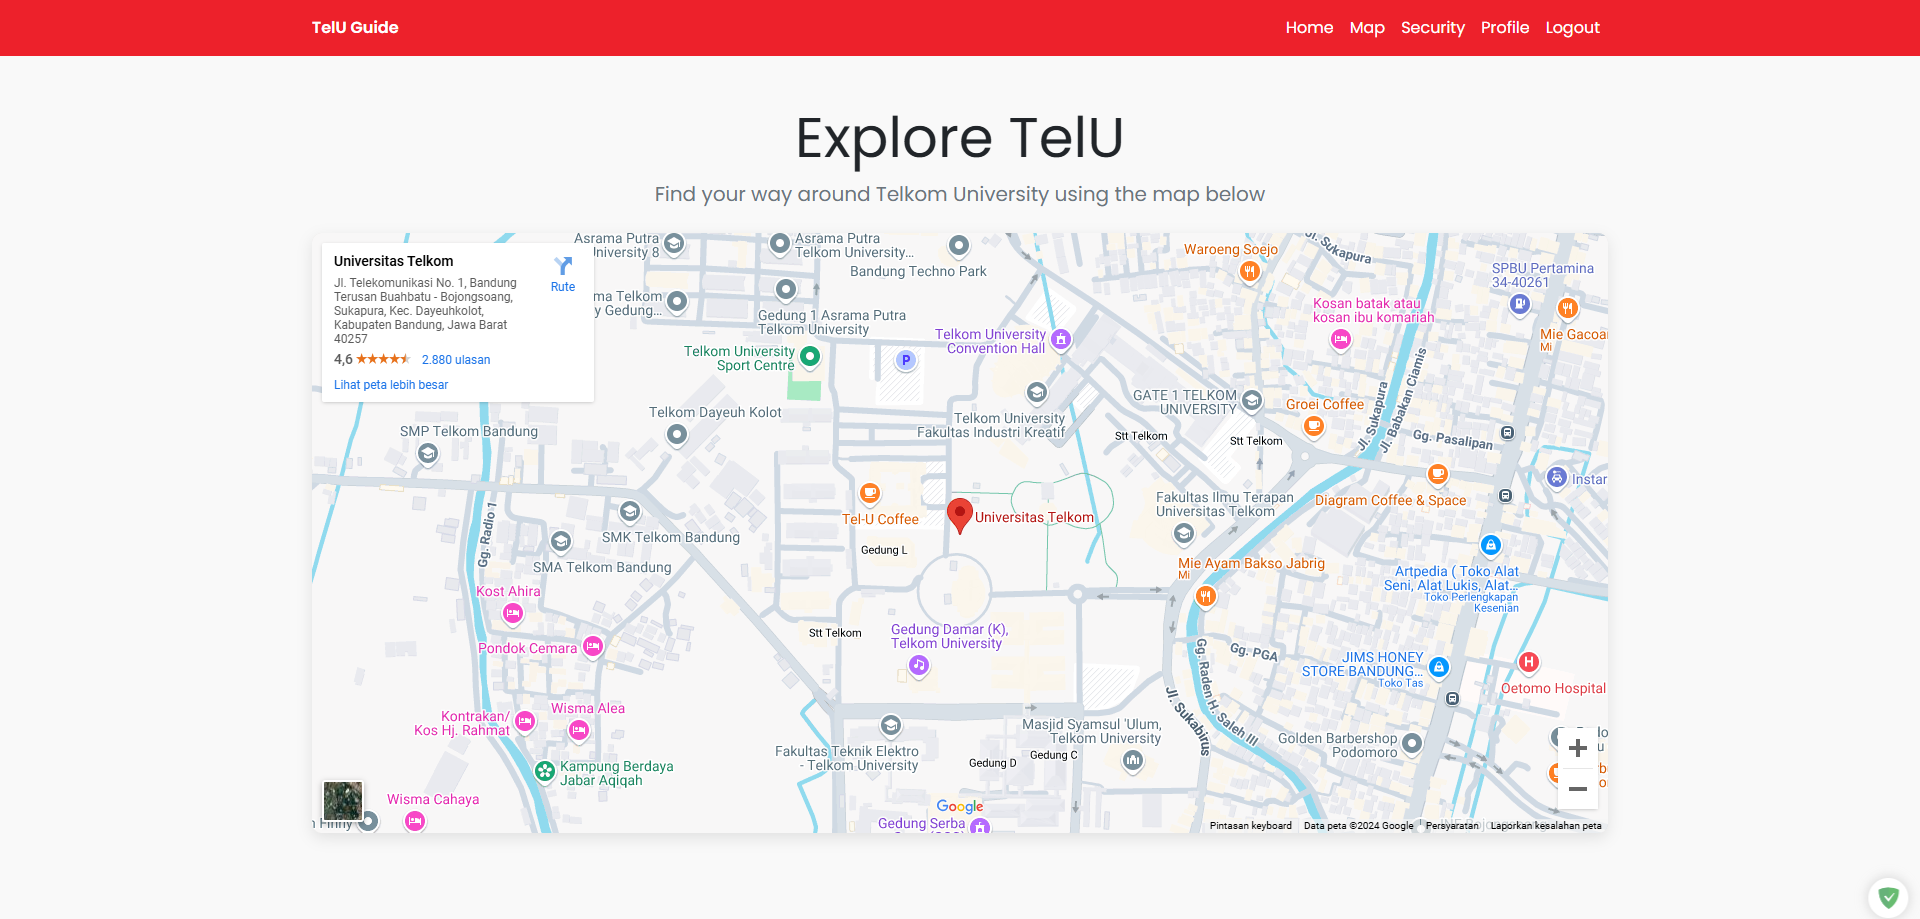 TelU Guide
Home
Map
Security
Profile
Logout
Explore TelU
Find your way around Telkom University using the map below
Universitas Telkom
Jl. Telekomunikasi No. 1, Bandung
Terusan Buahbatu - Bojongsoang,
Sukapura, Kec. Dayeuhkolot,
Kabupaten Bandung, Jawa Barat
40257
Rute
4,6
2.880 ulasan
Lihat peta lebih besar
Asrama Putra
University 8
Asrama Putra
Telkom University...
Bandung Techno Park
Waroeng Soejo
Jl. Sukapura
SPBU Pertamina
34-40261
ma Telkom
y Gedung...
Gedung 1 Asrama Putra
Telkom University
Kosan batak atau
kosan ibu komariah
Mie Gacoa
Mi
Telkom University
Convention Hall
Telkom University
Sport Centre
P
Telkom Dayeuh Kolot
Telkom University
Fakultas Industri Kreatif
GATE 1 TELKOM
UNIVERSITY
Groei Coffee
Jl. Sukapura
Jl. Babakan Ciamis
SMP Telkom Bandung
Stt Telkom
Stt Telkom
Gg. Pasalipan
Instar
Diagram Coffee & Space
Fakultas Ilmu Terapan
Universitas Telkom
Tel-U Coffee
Universitas Telkom
Gg. Radio 1
SMK Telkom Bandung
Gedung L
SMA Telkom Bandung
Mie Ayam Bakso Jabrig
Mi
Artpedia ( Toko Alat
Seni, Alat Lukis, Alat...
Toko Perlengkapan
Kesenian
Kost Ahira
Stt Telkom
Gedung Damar (K),
Telkom University
Pondok Cemara
Gg. PGA
Gg. Raden H. Saleh III
JIMS HONEY
STORE BANDUNG...
Toko Tas
H
Oetomo Hospital
Kontrakan/
Kos Hj. Rahmat
Wisma Alea
Jl. Sukabirus
Masjid Syamsul 'Ulum,
Telkom University
Golden Barbershop
Podomoro
Fakultas Teknik Elektro
- Telkom University
Gedung D
Gedung C
Kampung Berdaya
Jabar Aqiqah
Wisma Cahaya
Google
Gedung Serba
Pintasan keyboard
Data peta ©2024 Google
Persyaratan
Laporkan kesalahan peta